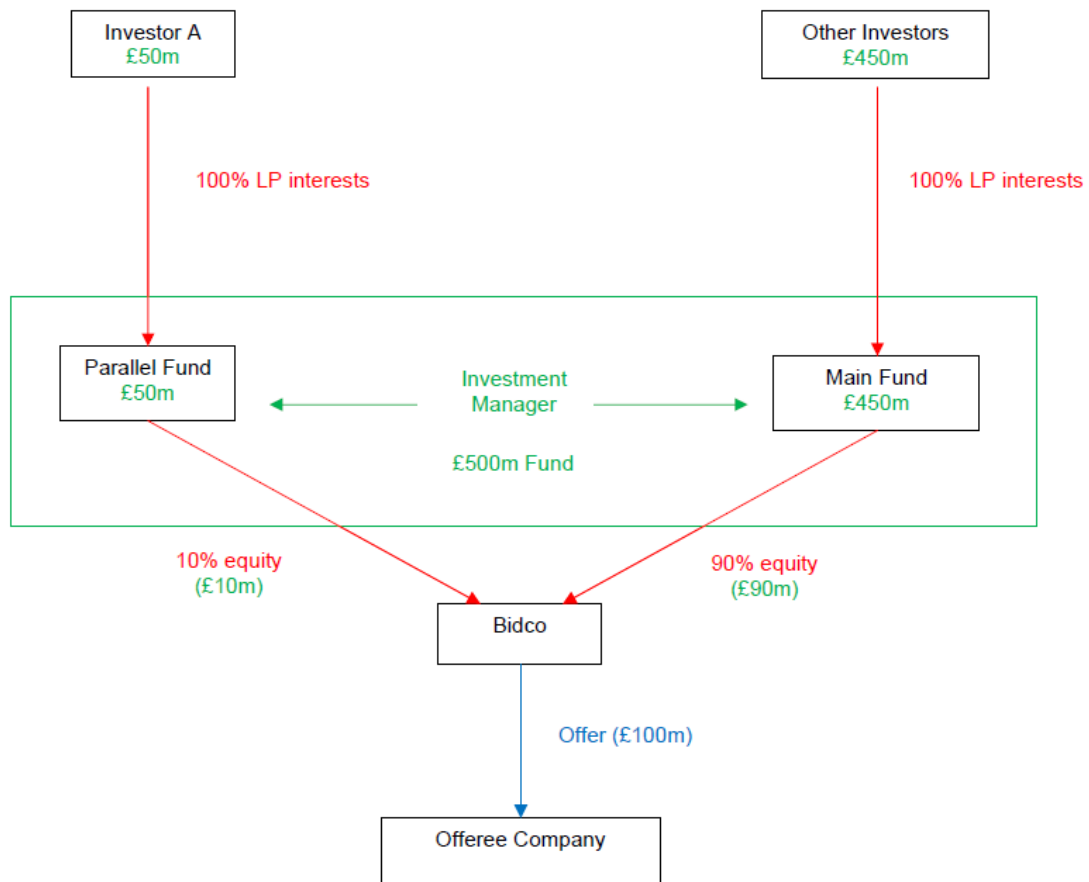 Investor A
£50m
Other Investors
£450m
100% LP interests
100% LP interests
Parallel Fund
£50m
Investment
Manager
Main Fund
£450m
£500m Fund
10% equity
(£10m)
90% equity
(£90m)
Bidco
Offer (£100m)
Offeree Company